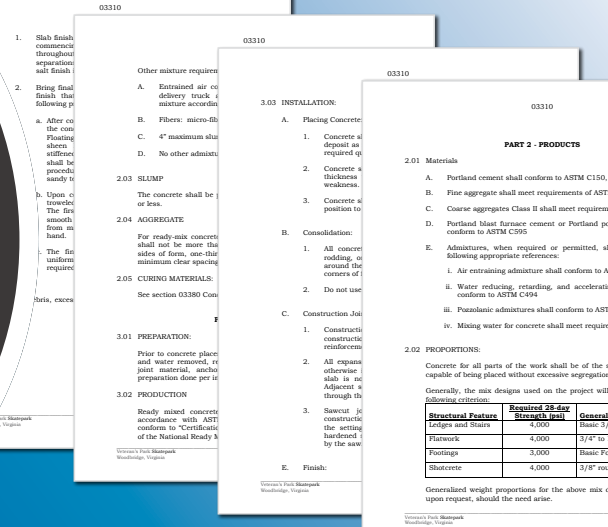 03310
1. Slab finish
commencin
throughout
separations
salt finish i
2. Bring final
finish that
following p
a. After co
the conc
Floating
sheen
stiffene
shall be
procedu
sandy te
b. Upon c
troweled
The firs
smooth
from m
hand.
The fin
uniform
required
ebris, exces
Skatepark
, Virginia
03310
Other mixture requirem
A. Entrained air co
delivery truck a
mixture accordin
B. Fibers: micro-fib
C. 4" maximum slum
D. No other admixtu
2.03 SLUMP
The concrete shall be p
or less.
2.04 AGGREGATE
For ready-mix concrete
shall not be more tha
sides of form, one-thir
minimum clear spacing
2.05 CURING MATERIALS:
See section 03380 Conc
P
3.01 PREPARATION:
Prior to concrete place
and water removed, re
joint material, ancho
preparation done per in
3.02 PRODUCTION
Ready mixed concrete
accordance with AST
conform to "Certificati
of the National Ready M
Veteran's Park Skatepark
Woodbridge, Virginia
03310
3.03 INSTALLATION:
A. Placing Concrete:
1. Concrete s
deposit as
required qu
2. Concrete s
thickness
weakness.
3. Concrete s
position to
B. Consolidation:
1. All concre
rodding, o
around the
corners of f
2. Do not use
C. Construction Join
1. Constructio
constructio
reinforceme
2. All expans
otherwise
slab is no
Adjacent s
through th
3. Sawcut jo
constructio
the setting
hardened s
by the saw
E. Finish:
Veteran's Park Skatepark
Woodbridge, Virginia
03310
PART 2 - PRODUCTS
2.01 Materials
A. Portland cement shall conform to ASTM C150,
B. Fine aggregate shall meet requirements of AST
C. Coarse aggregates Class II shall meet requirem
D. Portland blast furnace cement or Portland po
conform to ASTM C595
E. Admixtures, when required or permitted, sh
following appropriate references:
i. Air entraining admixture shall conform to A
ii. Water reducing, retarding, and acceleratin
conform to ASTM C494
iii. Pozzolanic admixtures shall conform to AST
iv. Mixing water for concrete shall meet require
2.02 PROPORTIONS:
Concrete for all parts of the work shall be of the s
capable of being placed without excessive segregation
Generally, the mix designs used on the project will
following criterion:
Structural Feature Required 28-day Strength (psi) General
Ledges and Stairs 4,000 Basic 3/
Flatwork 4,000 3/4" to
Footings 3,000 Basic Fo
Shotcrete 4,000 3/8" rou
Generalized weight proportions for the above mix d
upon request, should the need arise.
Veteran's Park Skatepark
Woodbridge, Virginia